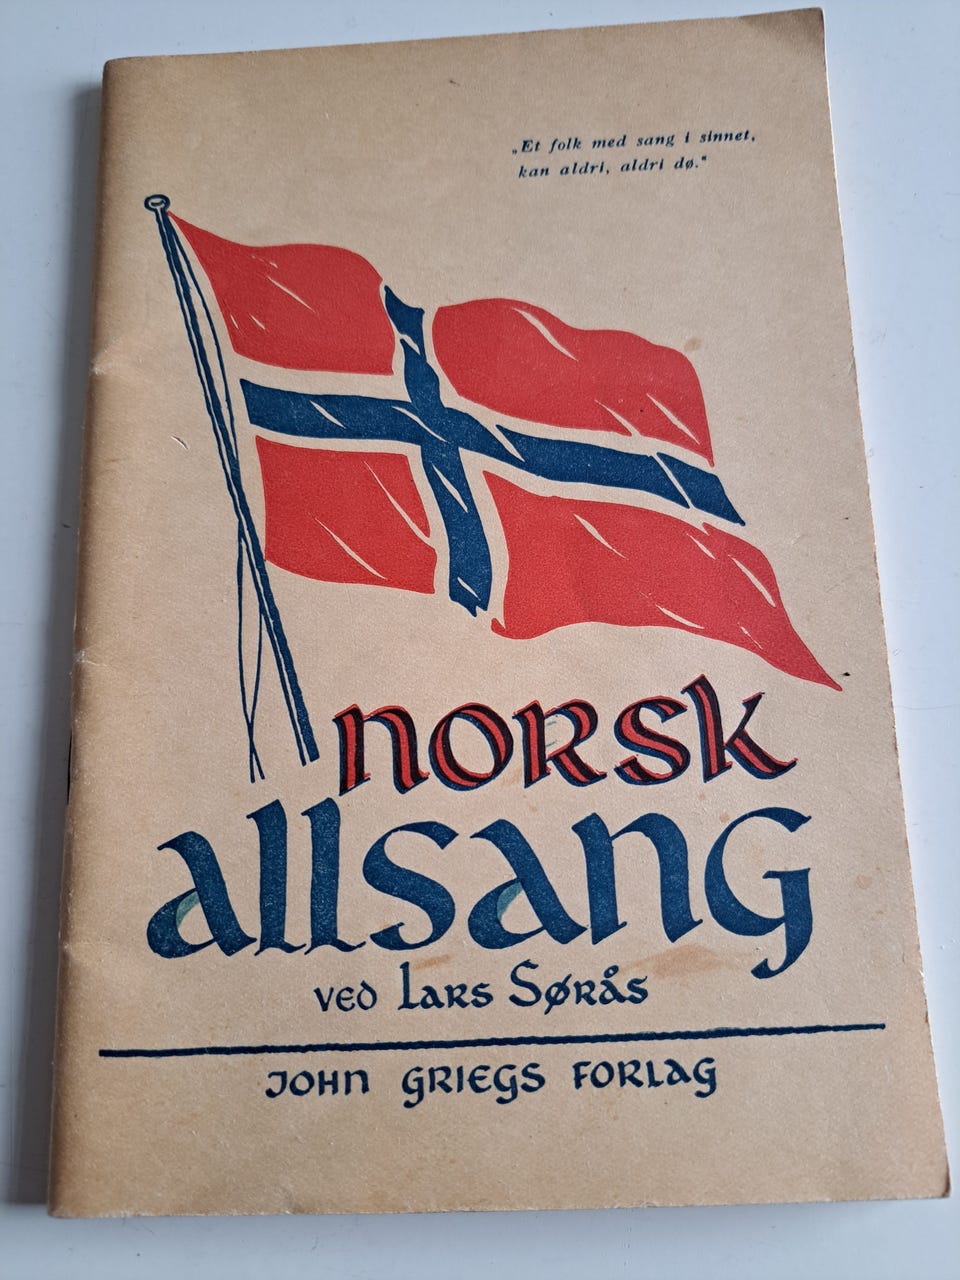 „Et folk med sang i sinnet,
kan aldri, aldri dø.“
NORSK
allsang
ved Lars Sørås
JOHN GRIEGS FORLAG